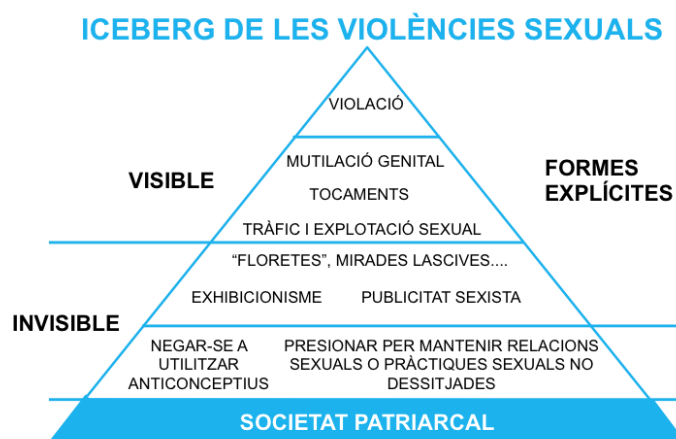 ICEBERG DE LES VIOLÈNCIES SEXUALS
VIOLACIÓ
VISIBLE
MUTILACIÓ GENITAL
TOCAMENTS
TRÀFIC I EXPLOTACIÓ SEXUAL
FORMES
EXPLÍCITES
INVISIBLE
“FLORETES”, MIRADES LASCIVES....
EXHIBICIONISME PUBLICITAT SEXISTA
NEGAR-SE A
UTILITZAR
ANTICONCEPTIUS
PRESIONAR PER MANTENIR RELACIONS
SEXUALS O PRÀCTIQUES SEXUALS NO
DESSITJADES
SOCIETAT PATRIARCAL